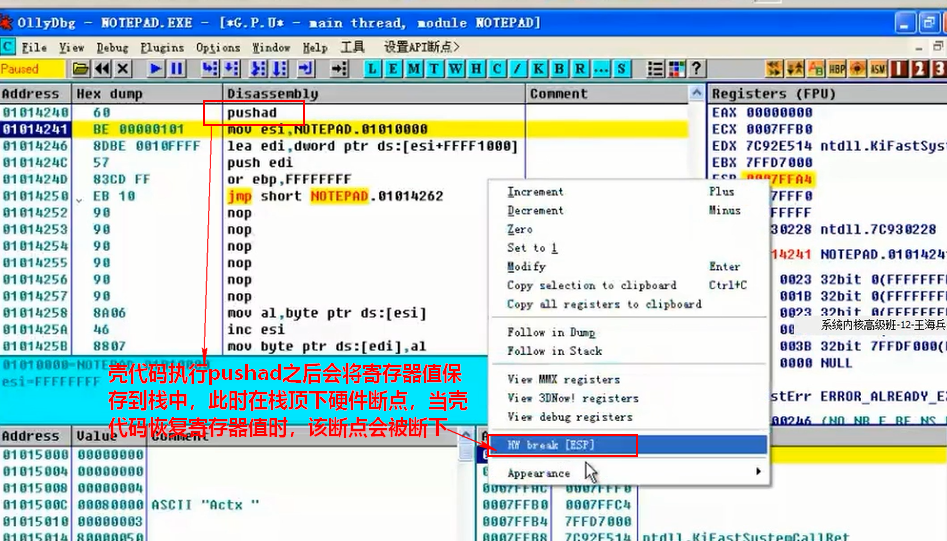 OllyDbg - NOTEPAD.EXE - [*G.P.U* - main thread, module NOTEPAD]
C File View Debug Plugins Options Window Help 工具 设置API断点>
Paused L E M T W H C / K B R ... S ? HBP ASM 1 2 3
Address Hex dump Disassembly Comment Registers (FPU)
01014240 60 pushad EAX 00000000
01014241 BE 00000101 mov esi,NOTEPAD.01010000 ECX 0007FFB0
01014246 8DBE 0010FFFF lea edi,dword ptr ds:[esi+FFFF1000] EDX 7C92E514 ntdll.KiFastSyste
0101424C 57 push edi EBX 7FFD7000
0101424D 83CD FF or ebp,FFFFFFFF ESP 0007FFA4
01014250 EB 10 jmp short NOTEPAD.01014262
01014252 90 nop
01014253 90 nop 30228 ntdll.7C930228
01014254 90 nop
01014255 90 nop 14241 NOTEPAD.0101424
01014256 90 nop
01014257 90 nop 0023 32bit 0(FFFFFFF
01014258 8A06 mov al,byte ptr ds:[esi] 001B 32bit 0(FFFFFFF
0101425A 46 inc esi
0101425B 8807 mov byte ptr ds:[edi],al
0023 32bit 0(FFFFFFF
系统内核高级班-12-王海兵
32bit 7FFDF000(F
0000 NULL
ERROR_ALREADY_E
Increment Plus
Decrement Minus
Zero
Set to 1
Modify Enter
Copy selection to clipboard Ctrl+C
Copy all registers to clipboard
Follow in Dump
Follow in Stack
View MMX registers
View 3DNow! registers
View debug registers
HW break [ESP]
Appearance
01010000=NOTEPAD.01010000
esi=FFFFFFFF
壳代码执行pushad之后会将寄存器值保
存到栈中，此时在栈顶下硬件断点，当壳
代码恢复寄存器值时，该断点会被断下
Address Value Comment
01015000 00000000
01015004 00000000
01015008 00000004
0101500C 00080000 ASCII "Actx "
01015010 00000003
01015014 80000050
0007FFAC 0007FFF0
0007FFB0 0007FFC4
0007FFB4 7FFD7000
0007FFB8 7C92E514 ntdll.KiFastSystemCallRet